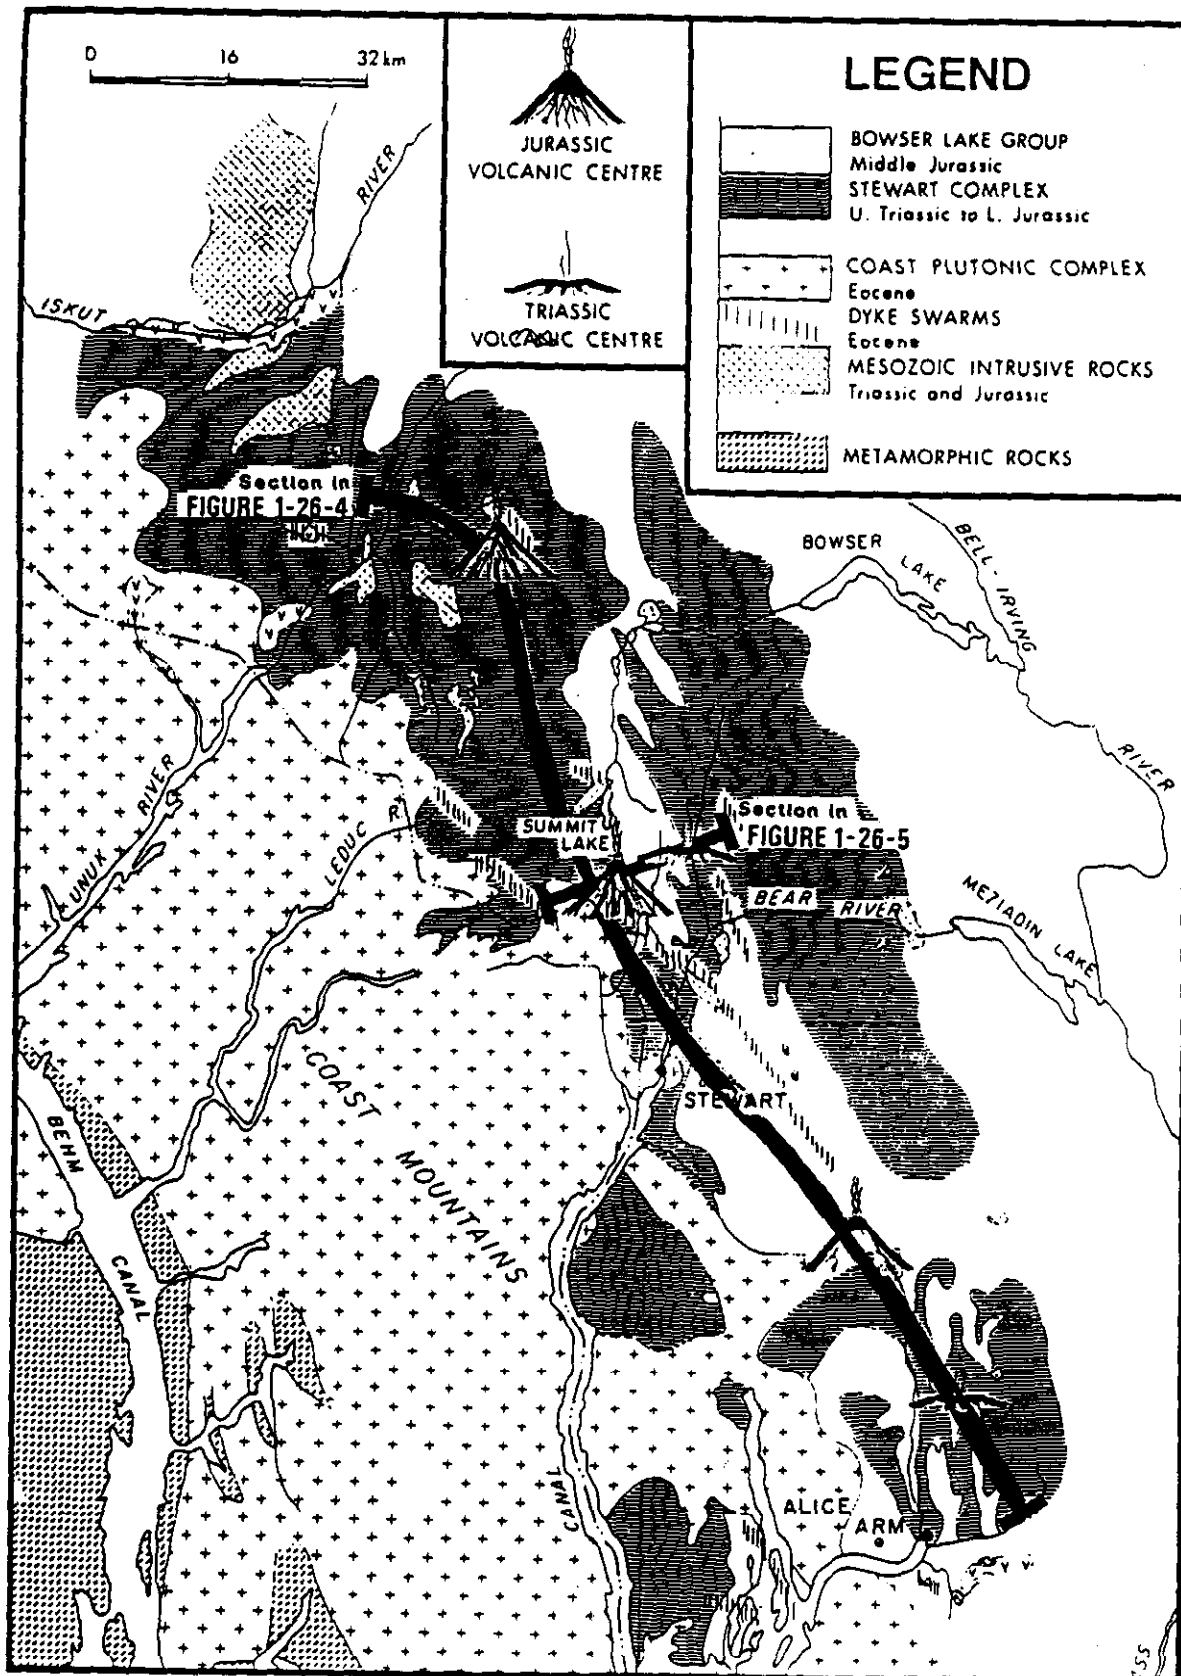 0 16 32 km
JURASSIC
VOLCANIC CENTRE
TRIASSIC
VOLCANIC CENTRE
LEGEND
BOWSER LAKE GROUP
Middle Jurassic
STEWART COMPLEX
U. Triassic to L. Jurassic
COAST PLUTONIC COMPLEX
Eocene
DYKE SWARMS
Eocene
MESOZOIC INTRUSIVE ROCKS
Triassic and Jurassic
METAMORPHIC ROCKS
RIVER
ISKUT
Section in
FIGURE 1-26-4
BOWSER
LAKE
BELL-IRVING
RIVER
UNUK
RIVER
LEDUC R.
SUMMIT
LAKE
Section in
FIGURE 1-26-5
BEAR RIVER
MEZIADIN LAKE
COAST
MOUNTAINS
STEWART
BEHM
CANAL
CANAL
ALICE
ARM